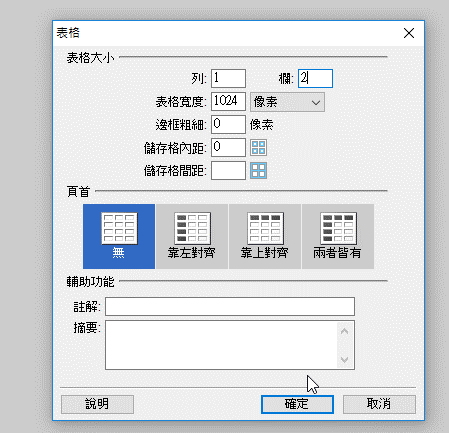 表格
表格大小
列: 1 欄: 2
表格寬度: 1024 像素
邊框粗細: 0 像素
儲存格內距: 0
儲存格間距:
頁首
無 靠左對齊 靠上對齊 兩者皆有
輔助功能
註解:
摘要:
說明 確定 取消